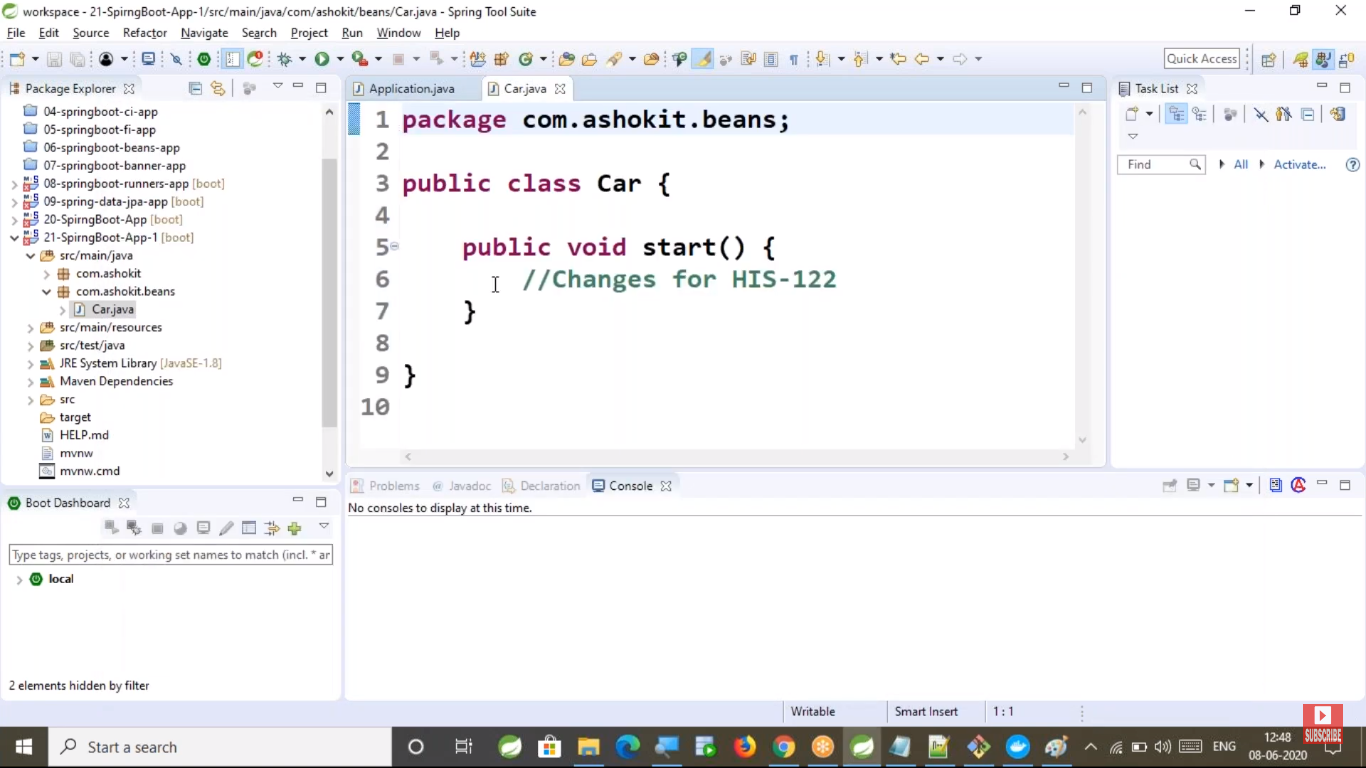 workspace - 21-SpirngBoot-App-1/src/main/java/com/ashokit/beans/Car.java - Spring Tool Suite
File Edit Source Refactor Navigate Search Project Run Window Help
Quick Access
Package Explorer
04-springboot-ci-app
05-springboot-fi-app
06-springboot-beans-app
07-springboot-banner-app
08-springboot-runners-app [boot]
09-spring-data-jpa-app [boot]
20-SpirngBoot-App [boot]
21-SpirngBoot-App-1 [boot]
src/main/java
com.ashokit
com.ashokit.beans
Car.java
src/main/resources
src/test/java
JRE System Library [JavaSE-1.8]
Maven Dependencies
src
target
HELP.md
mvnw
mvnw.cmd
Application.java Car.java
1 package com.ashokit.beans;
2
3 public class Car {
4
5 public void start() {
6 //Changes for HIS-122
7 }
8
9 }
10
Task List
Find All Activate...
Boot Dashboard
Type tags, projects, or working set names to match (incl. * ar
local
2 elements hidden by filter
Problems @ Javadoc Declaration Console
No consoles to display at this time.
Writable Smart Insert 1 : 1
Start a search
ENG
12:48
08-06-2020
SUBSCRIBE